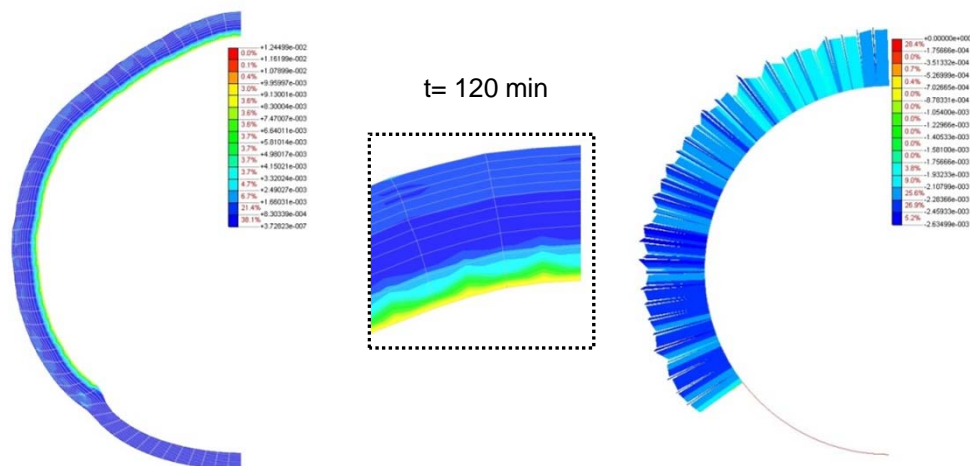 +1.24499e-002
0.0%
+1.16199e-002
0.1%
+1.07899e-002
0.4%
+9.95997e-003
3.0%
+9.13001e-003
3.6%
+8.30004e-003
3.6%
+7.47007e-003
3.6%
+6.64011e-003
3.7%
+5.81014e-003
3.7%
+4.98017e-003
3.7%
+4.15021e-003
3.7%
+3.32024e-003
4.7%
+2.49027e-003
6.7%
+1.66031e-003
21.4%
+8.30339e-004
38.1%
+3.72823e-007
t= 120 min
+0.00000e+000
28.4%
-1.75666e-004
0.0%
-3.51332e-004
0.7%
-5.26999e-004
0.4%
-7.02665e-004
0.0%
-8.78331e-004
0.0%
-1.05400e-003
0.0%
-1.22966e-003
0.0%
-1.40533e-003
0.0%
-1.58100e-003
0.0%
-1.75666e-003
3.8%
-1.93233e-003
9.0%
-2.10799e-003
25.6%
-2.28366e-003
26.9%
-2.45933e-003
5.2%
-2.63499e-003